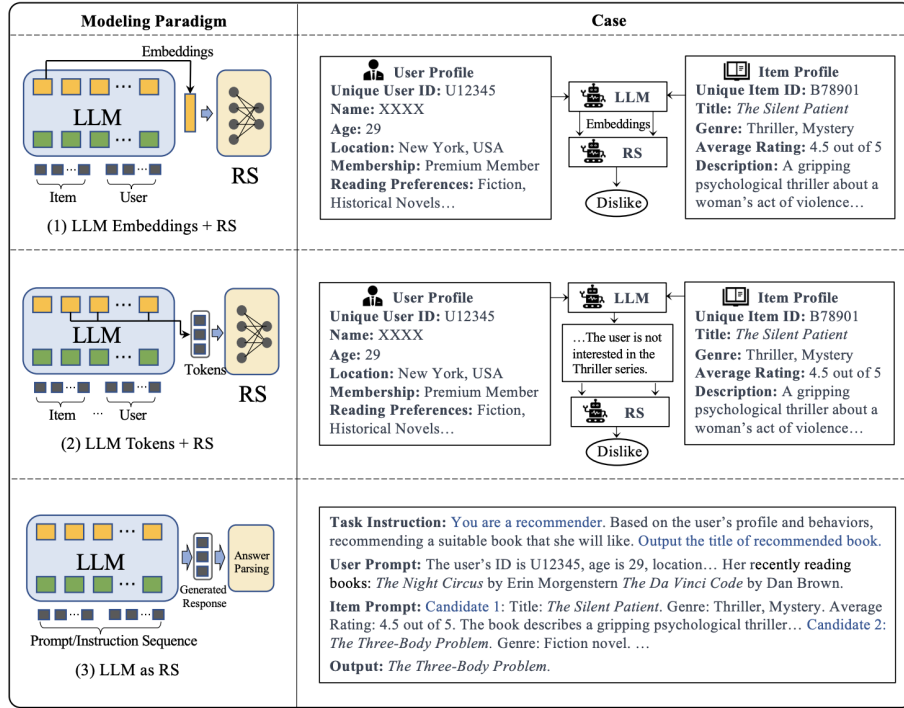 Modeling Paradigm
Case
Embeddings
LLM
Item
User
RS
(1) LLM Embeddings + RS
User Profile
Unique User ID: U12345
Name: XXXX
Age: 29
Location: New York, USA
Membership: Premium Member
Reading Preferences: Fiction,
Historical Novels…
LLM
Embeddings
RS
Dislike
Item Profile
Unique Item ID: B78901
Title: The Silent Patient
Genre: Thriller, Mystery
Average Rating: 4.5 out of 5
Description: A gripping
psychological thriller about a
woman's act of violence…
LLM
Tokens
Item
…
User
RS
(2) LLM Tokens + RS
User Profile
Unique User ID: U12345
Name: XXXX
Age: 29
Location: New York, USA
Membership: Premium Member
Reading Preferences: Fiction,
Historical Novels…
LLM
…The user is not
interested in the
Thriller series.
RS
Dislike
Item Profile
Unique Item ID: B78901
Title: The Silent Patient
Genre: Thriller, Mystery
Average Rating: 4.5 out of 5
Description: A gripping
psychological thriller about a
woman's act of violence…
LLM
Generated
Response
Answer
Parsing
Prompt/Instruction Sequence
(3) LLM as RS
Task Instruction: You are a recommender. Based on the user's profile and behaviors,
recommending a suitable book that she will like. Output the title of recommended book.
User Prompt: The user's ID is U12345, age is 29, location… Her recently reading
books: The Night Circus by Erin Morgenstern The Da Vinci Code by Dan Brown.
Item Prompt: Candidate 1: Title: The Silent Patient. Genre: Thriller, Mystery. Average
Rating: 4.5 out of 5. The book describes a gripping psychological thriller… Candidate 2:
The Three-Body Problem. Genre: Fiction novel. …
Output: The Three-Body Problem.